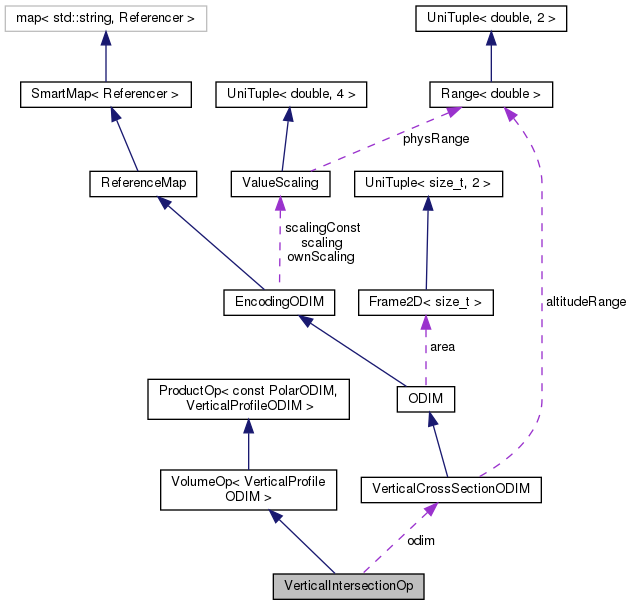 map< std::string, Referencer >
UniTuple< double, 2 >
SmartMap< Referencer >
UniTuple< double, 4 >
Range< double >
physRange
ReferenceMap
ValueScaling
UniTuple< size_t, 2 >
scalingConst
scaling
ownScaling
EncodingODIM
Frame2D< size_t >
altitudeRange
area
ProductOp< const PolarODIM,
VerticalProfileODIM >
ODIM
VolumeOp< VerticalProfile
ODIM >
VerticalCrossSectionODIM
odim
VerticalIntersectionOp